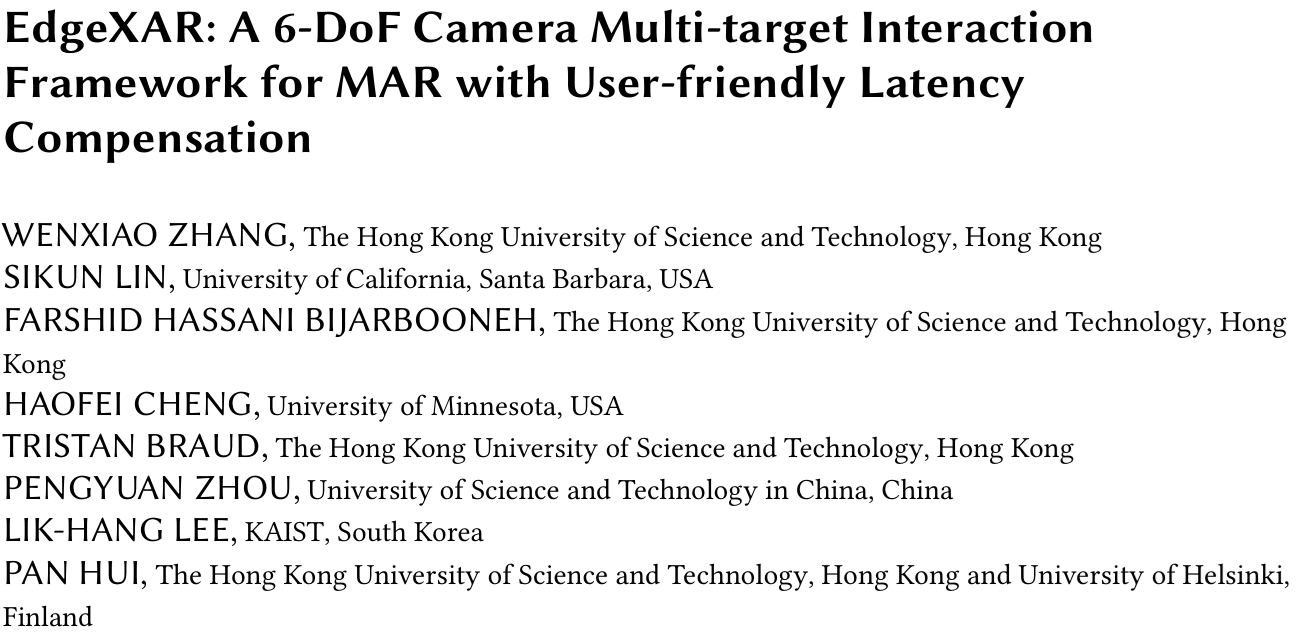 EdgeXAR: A 6-DoF Camera Multi-target Interaction
Framework for MAR with User-friendly Latency
Compensation
WENXIAO ZHANG, The Hong Kong University of Science and Technology, Hong Kong
SIKUN LIN, University of California, Santa Barbara, USA
FARSHID HASSANI BIJARBOONEH, The Hong Kong University of Science and Technology, Hong
Kong
HAOFEI CHENG, University of Minnesota, USA
TRISTAN BRAUD, The Hong Kong University of Science and Technology, Hong Kong
PENGYUAN ZHOU, University of Science and Technology in China, China
LIK-HANG LEE, KAIST, South Korea
PAN HUI, The Hong Kong University of Science and Technology, Hong Kong and University of Helsinki,
Finland